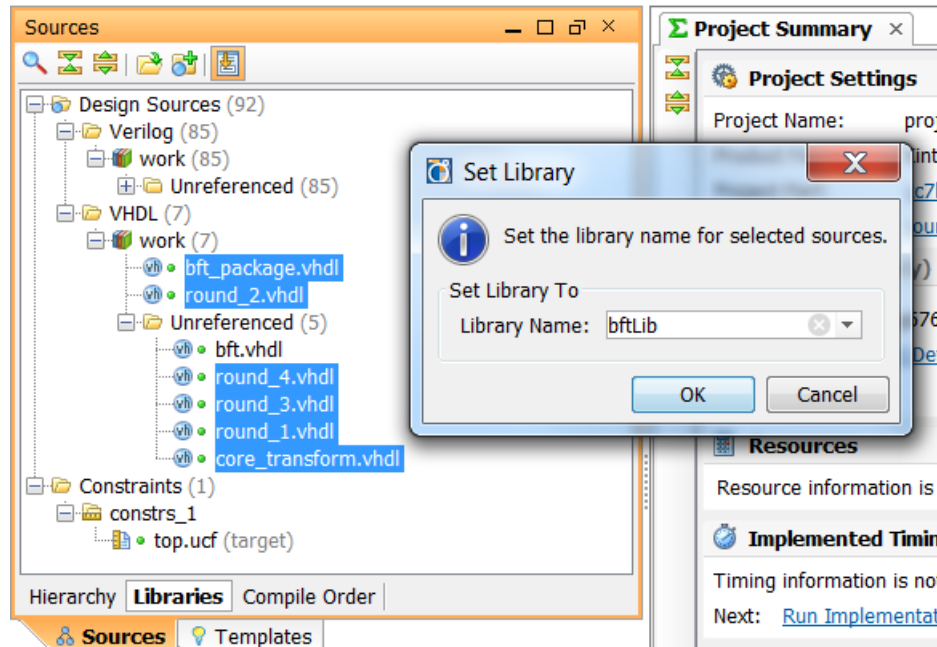 Sources
Design Sources (92)
Verilog (85)
work (85)
Unreferenced (85)
VHDL (7)
work (7)
bft_package.vhdl
round_2.vhdl
Unreferenced (5)
bft.vhdl
round_4.vhdl
round_3.vhdl
round_1.vhdl
core_transform.vhdl
Constraints (1)
constrs_1
top.ucf (target)
Hierarchy Libraries Compile Order
Sources Templates
Set Library
Set the library name for selected sources.
Set Library To
Library Name: bftLib
OK Cancel
Project Summary
Project Settings
Project Name:
Resources
Resource information is
Implemented
Timing information is
Next: Run